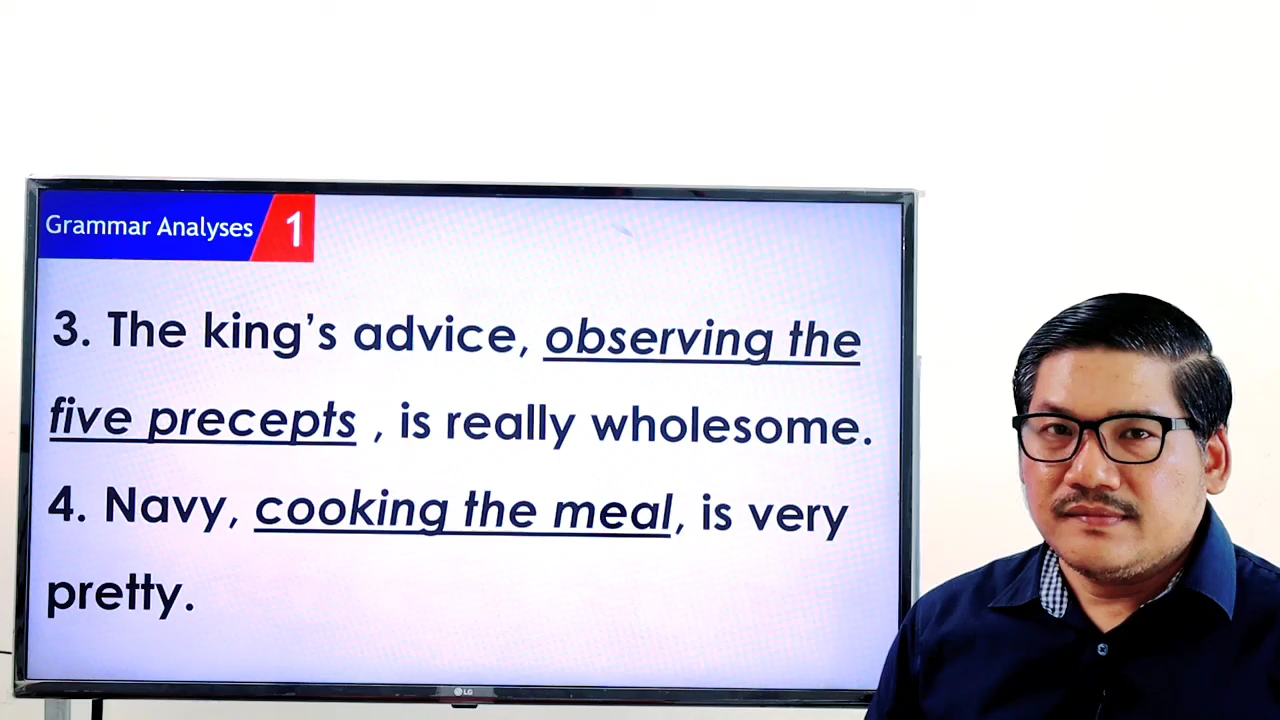 Grammar Analyses 1
3. The king’s advice, observing the
five precepts , is really wholesome.
4. Navy, cooking the meal, is very
pretty.
LG